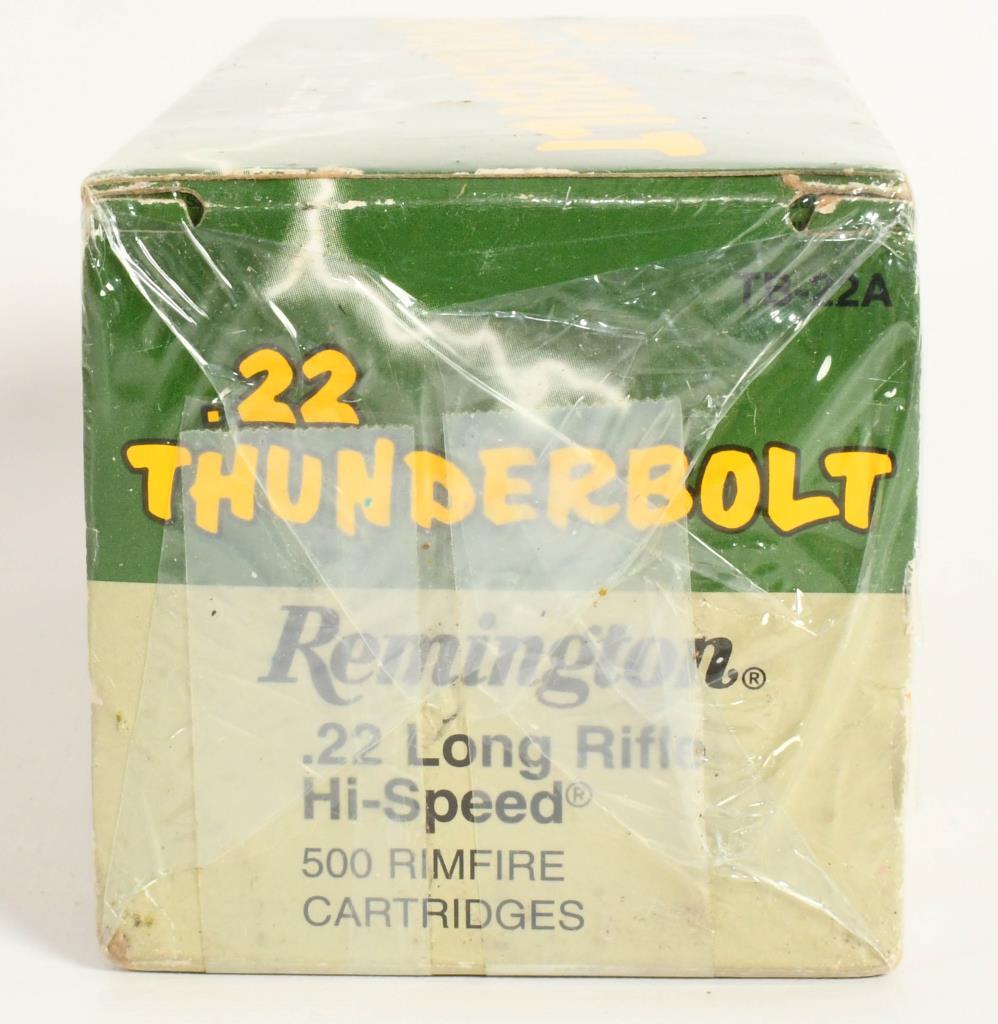 TB-22A
.22
THUNDERBOLT
Remington®
.22 Long Rifle
Hi-Speed®
500 RIMFIRE
CARTRIDGES